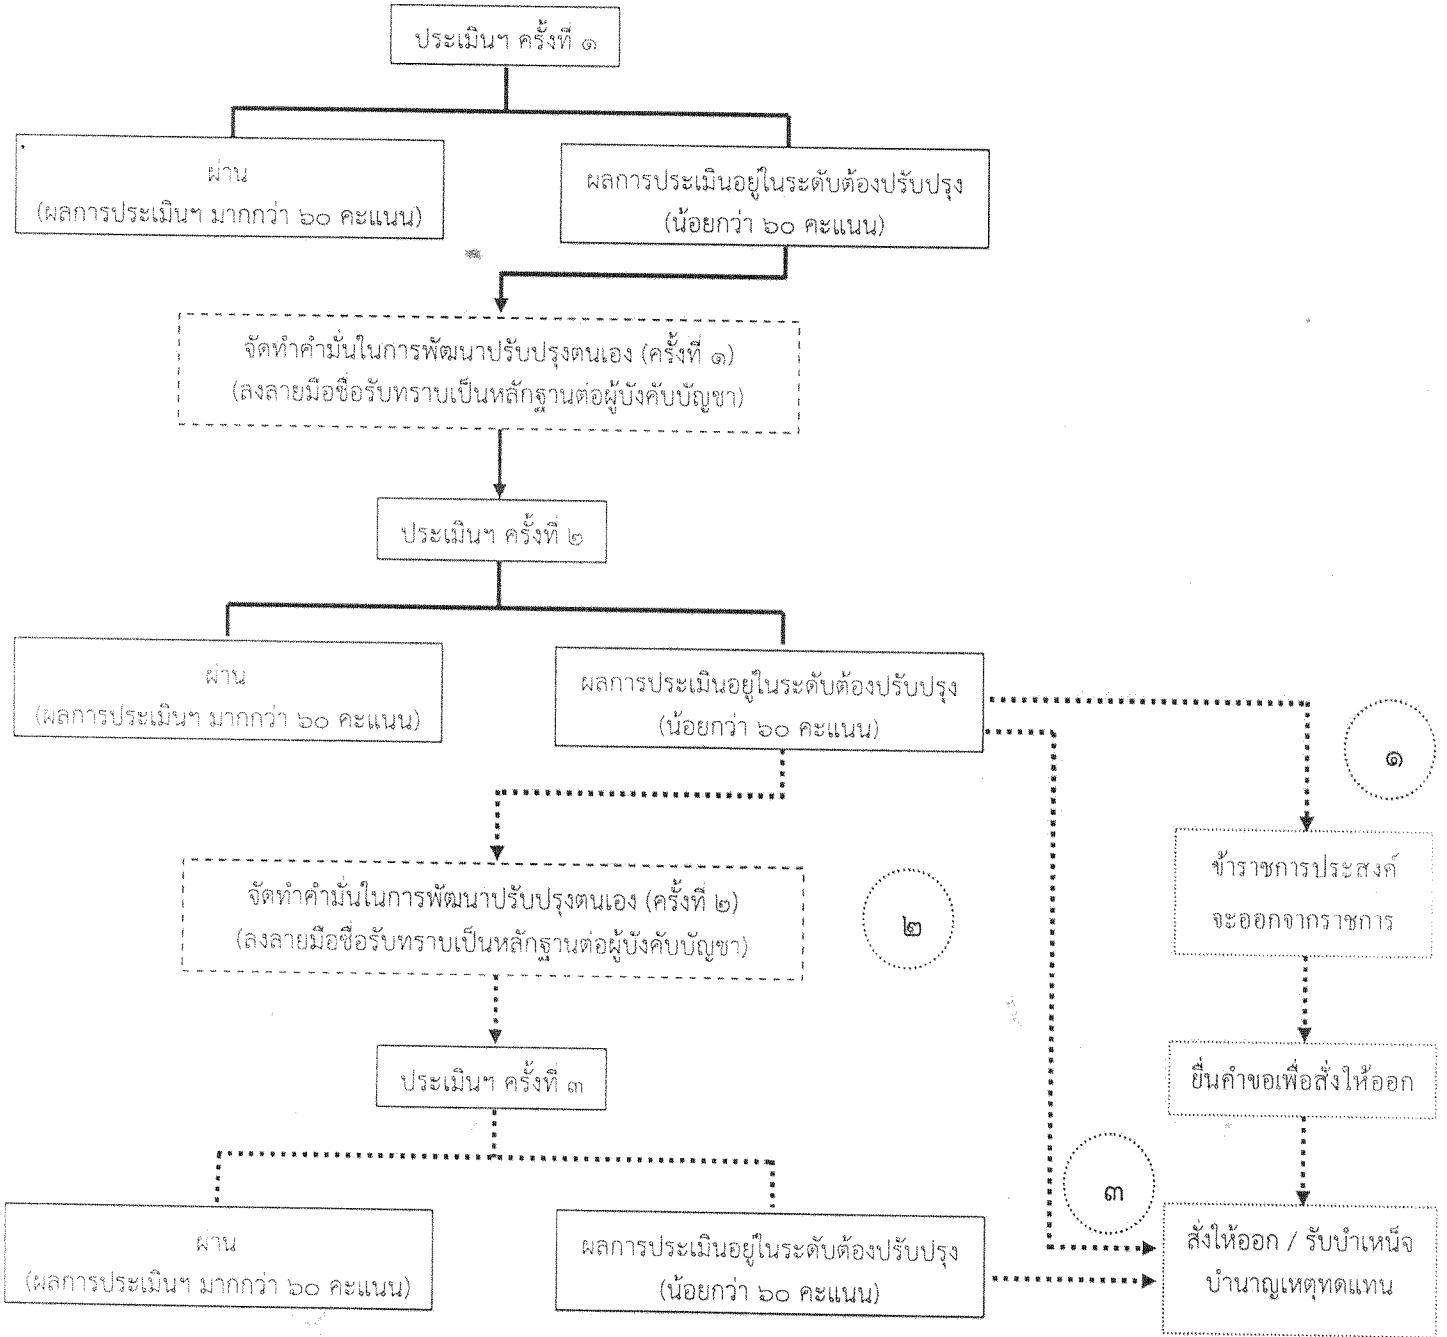 ประเมินฯ ครั้งที่ ๑
ผ่าน
(ผลการประเมินฯ มากกว่า ๖๐ คะแนน)
ผลการประเมินอยู่ในระดับต้องปรับปรุง
(น้อยกว่า ๖๐ คะแนน)
จัดทำคำมั่นในการพัฒนาปรับปรุงตนเอง (ครั้งที่ ๑)
(ลงลายมือชื่อรับทราบเป็นหลักฐานต่อผู้บังคับบัญชา)
ประเมินฯ ครั้งที่ ๒
ผ่าน
(ผลการประเมินฯ มากกว่า ๖๐ คะแนน)
ผลการประเมินอยู่ในระดับต้องปรับปรุง
(น้อยกว่า ๖๐ คะแนน)
๑
ข้าราชการประสงค์
จะออกจากราชการ
จัดทำคำมั่นในการพัฒนาปรับปรุงตนเอง (ครั้งที่ ๒)
(ลงลายมือชื่อรับทราบเป็นหลักฐานต่อผู้บังคับบัญชา)
๒
ประเมินฯ ครั้งที่ ๓
ยื่นคำขอเพื่อสั่งให้ออก
๓
ผ่าน
(ผลการประเมินฯ มากกว่า ๖๐ คะแนน)
ผลการประเมินอยู่ในระดับต้องปรับปรุง
(น้อยกว่า ๖๐ คะแนน)
สั่งให้ออก / รับบำเหน็จ
บำนาญเหตุทดแทน